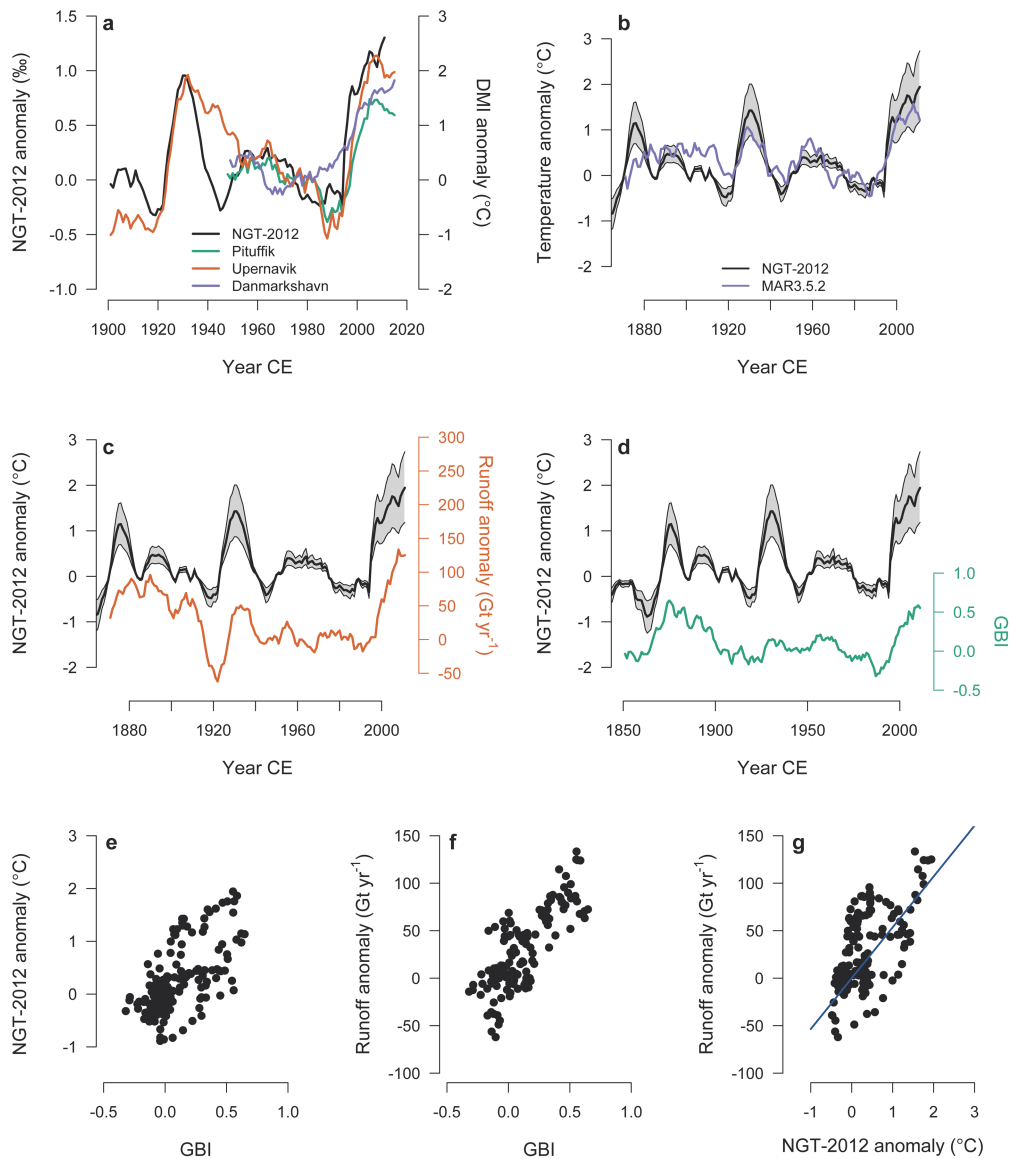 a
1.5
1.0
0.5
0.0
-0.5
-1.0
NGT-2012 anomaly (‰)
3
2
1
0
-1
-2
DMI anomaly (°C)
NGT-2012
Pituffik
Upernavik
Danmarkshavn
1900 1920 1940 1960 1980 2000 2020
Year CE
b
3
2
1
0
-1
-2
Temperature anomaly (°C)
NGT-2012
MAR3.5.2
1880 1920 1960 2000
Year CE
c
3
2
1
0
-1
-2
NGT-2012 anomaly (°C)
300
250
200
150
100
50
0
-50
Runoff anomaly (Gt yr-1)
1880 1920 1960 2000
Year CE
d
3
2
1
0
-1
-2
NGT-2012 anomaly (°C)
1.0
0.5
0.0
-0.5
GBI
1850 1900 1950 2000
Year CE
e
3
2
1
0
-1
NGT-2012 anomaly (°C)
-0.5 0.0 0.5 1.0
GBI
f
150
100
50
0
-50
-100
Runoff anomaly (Gt yr-1)
-0.5 0.0 0.5 1.0
GBI
g
150
100
50
0
-50
-100
Runoff anomaly (Gt yr-1)
-1 0 1 2 3
NGT-2012 anomaly (°C)